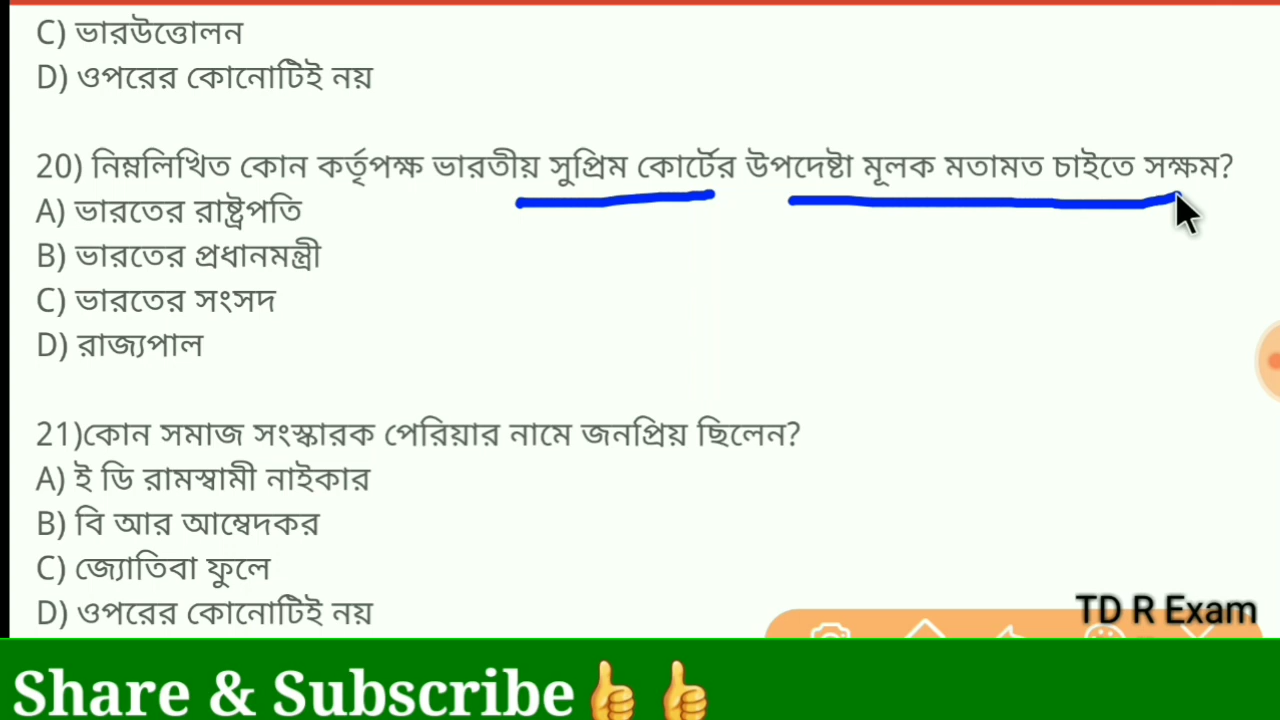 C) ভারউত্তোলন
D) ওপরের কোনোটিই নয়
20) নিম্নলিখিত কোন কর্তৃপক্ষ ভারতীয় সুপ্রিম কোর্টের উপদেষ্টা মূলক মতামত চাইতে সক্ষম?
A) ভারতের রাষ্ট্রপতি
B) ভারতের প্রধানমন্ত্রী
C) ভারতের সংসদ
D) রাজ্যপাল
21)কোন সমাজ সংস্কারক পেরিয়ার নামে জনপ্রিয় ছিলেন?
A) ই ডি রামস্বামী নাইকার
B) বি আর আম্বেদকর
C) জ্যোতিবা ফুলে
D) ওপরের কোনোটিই নয়
TD R Exam
Share & Subscribe👍👍